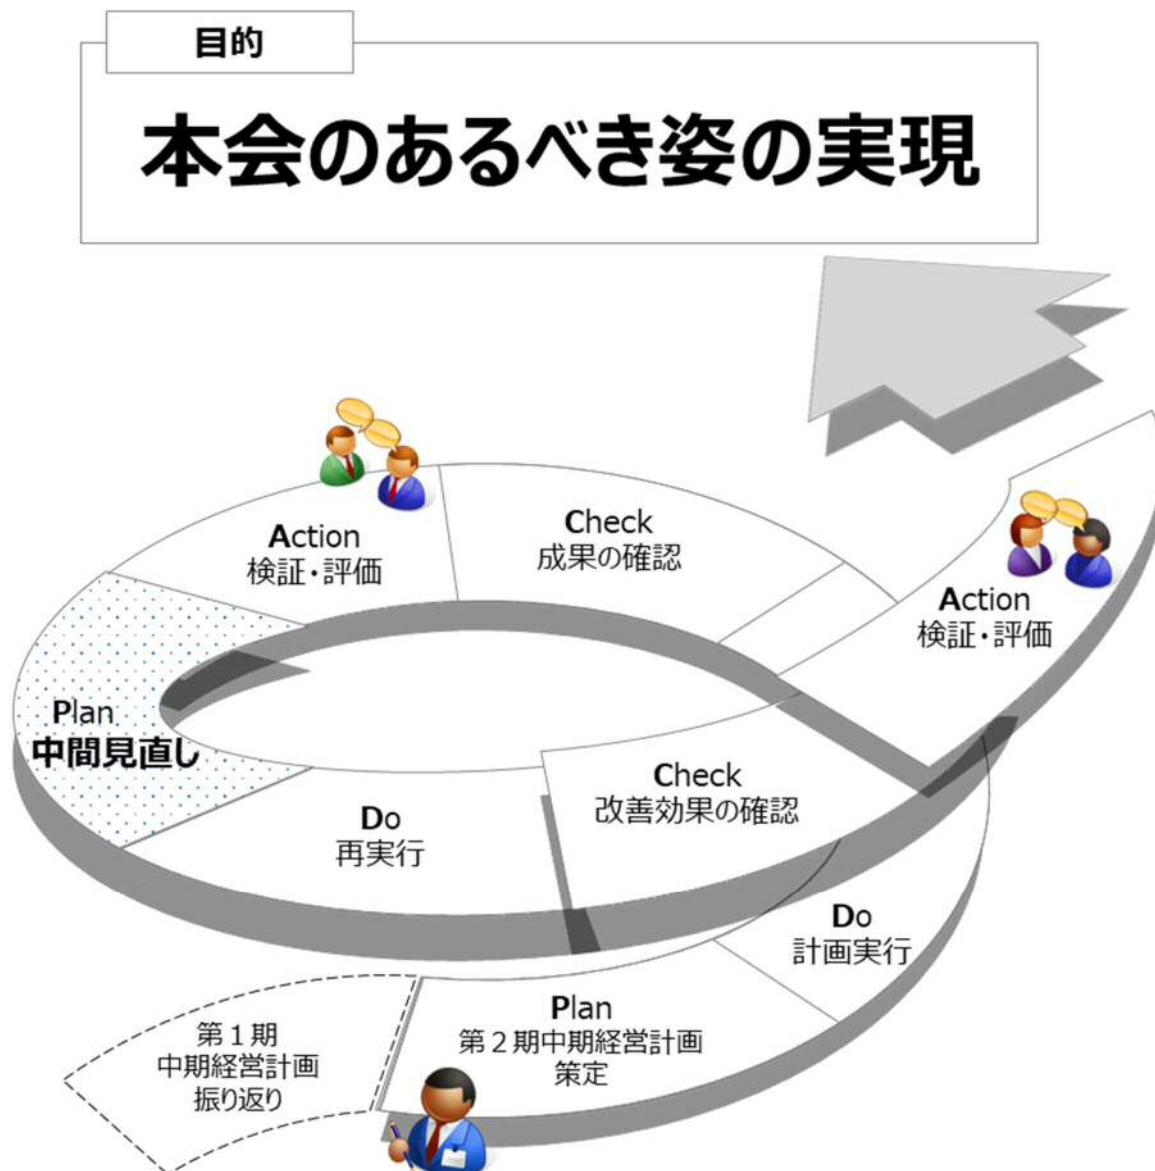 目的
本会のあるべき姿の実現
Action
検証・評価
Check
成果の確認
Action
検証・評価
Plan
中間見直し
Check
改善効果の確認
Do
再実行
Do
計画実行
Plan
第２期中期経営計画
策定
第１期
中期経営計画
振り返り